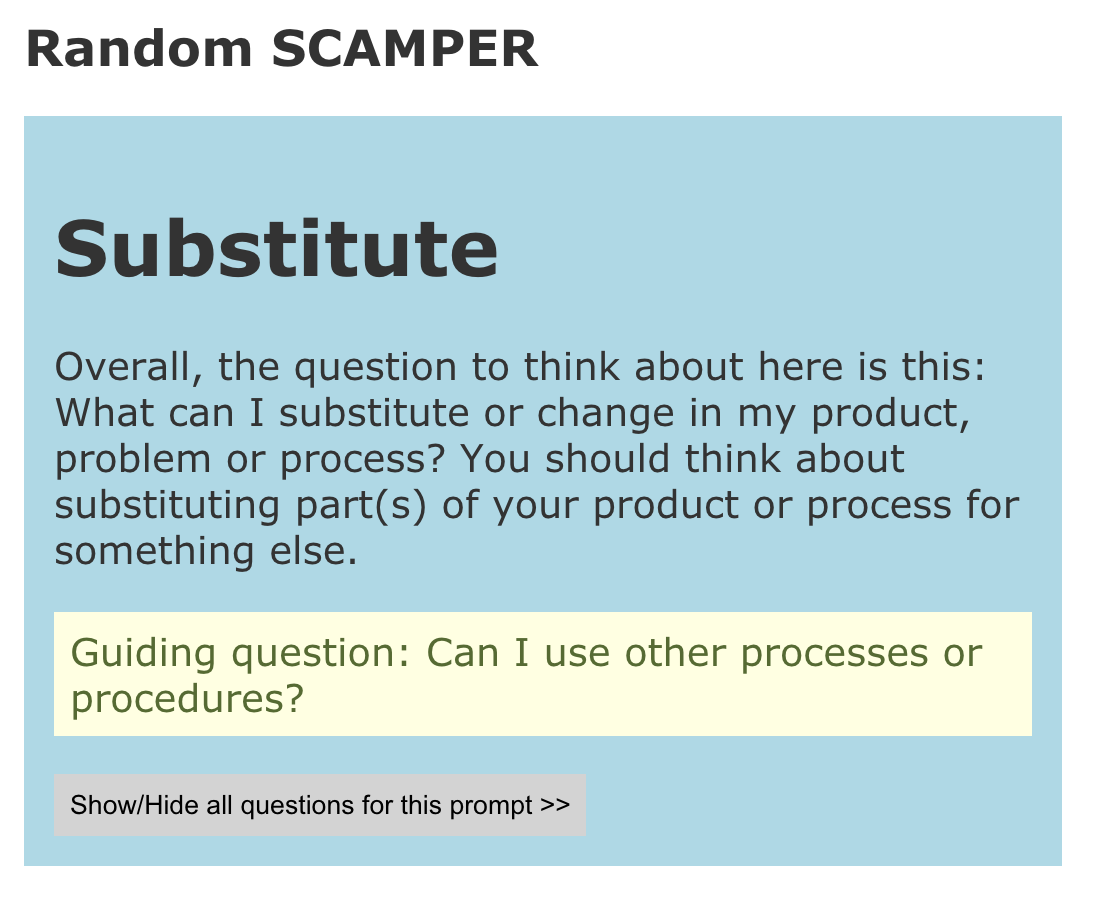 Random SCAMPER
Substitute
Overall, the question to think about here is this:
What can I substitute or change in my product,
problem or process? You should think about
substituting part(s) of your product or process for
something else.
Guiding question: Can I use other processes or
procedures?
Show/Hide all questions for this prompt >>